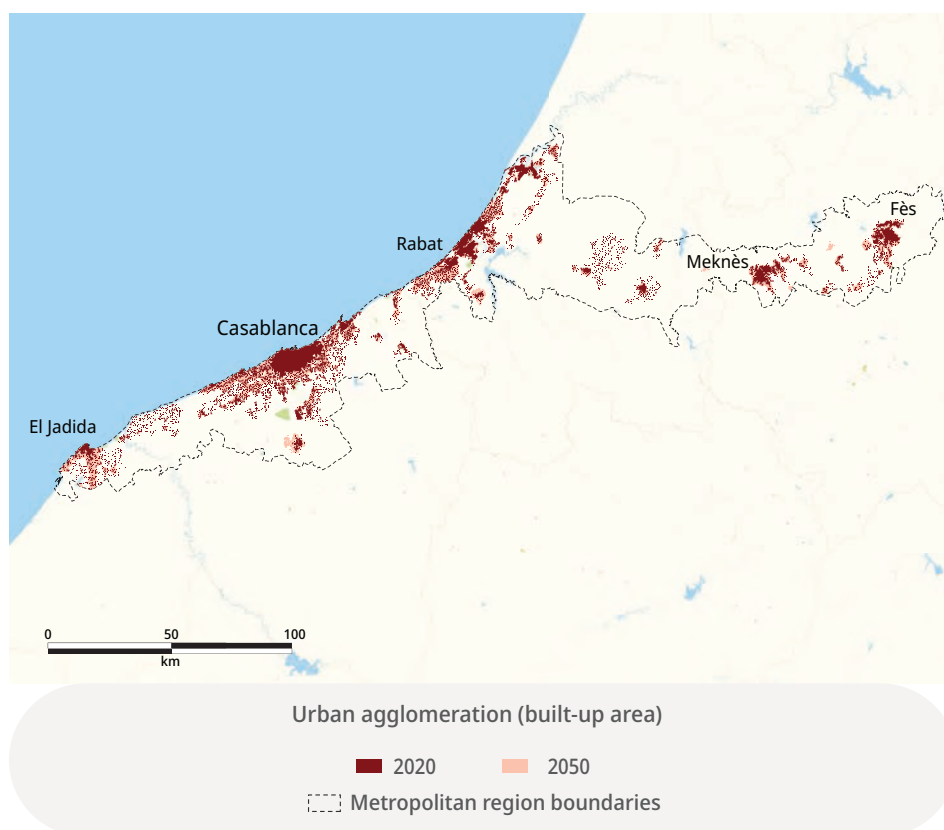 Fès
Rabat
Meknès
Casablanca
El Jadida
0 50 100
km
Urban agglomeration (built-up area)
2020 2050
Metropolitan region boundaries